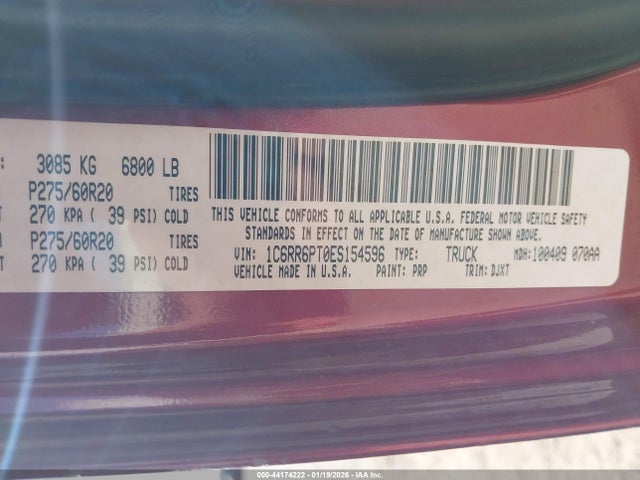 3085 KG 6800 LB
P275/60R20 TIRES
270 KPA ( 39 PSI) COLD
P275/60R20 TIRES
270 KPA ( 39 PSI) COLD
THIS VEHICLE CONFORMS TO ALL APPLICABLE U.S.A. FEDERAL MOTOR VEHICLE SAFETY
STANDARDS IN EFFECT ON THE DATE OF MANUFACTURE SHOWN ABOVE.
VIN: 1C6RR6PT0ES154596 TYPE: TRUCK MDH: 100409 070AA
VEHICLE MADE IN U.S.A. PAINT: PRP TRIM: DJXT
000-44174222 - 01/19/2026 - IAAI.COM